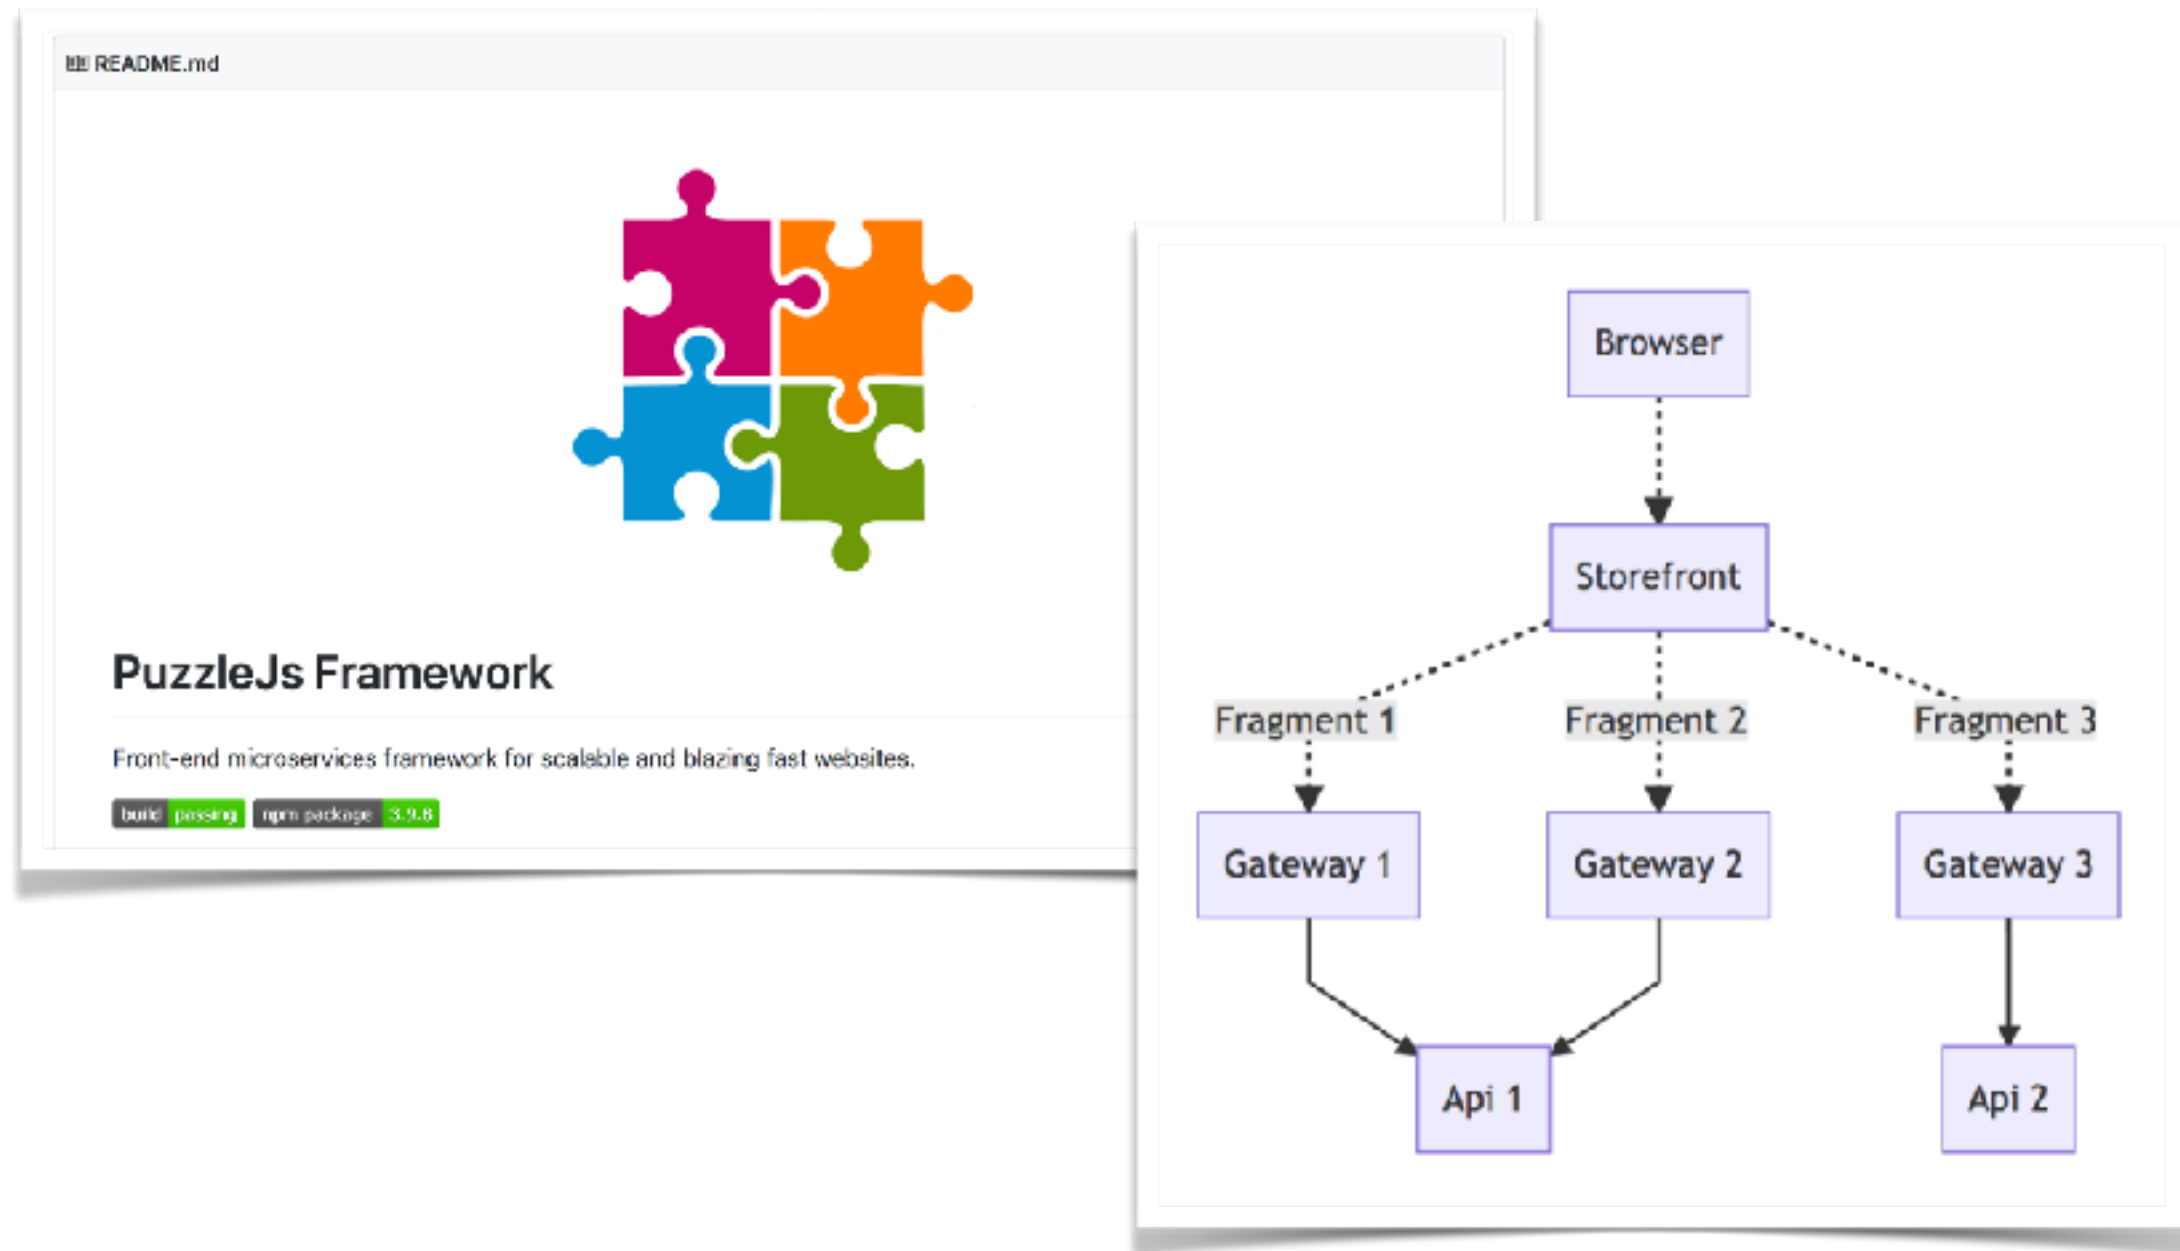 README.md
PuzzleJs Framework
Front-end microservices framework for scalable and blazing fast websites.
build passing npm package 3.9.8
Browser
Storefront
Fragment 1 Fragment 2 Fragment 3
Gateway 1 Gateway 2 Gateway 3
Api 1 Api 2